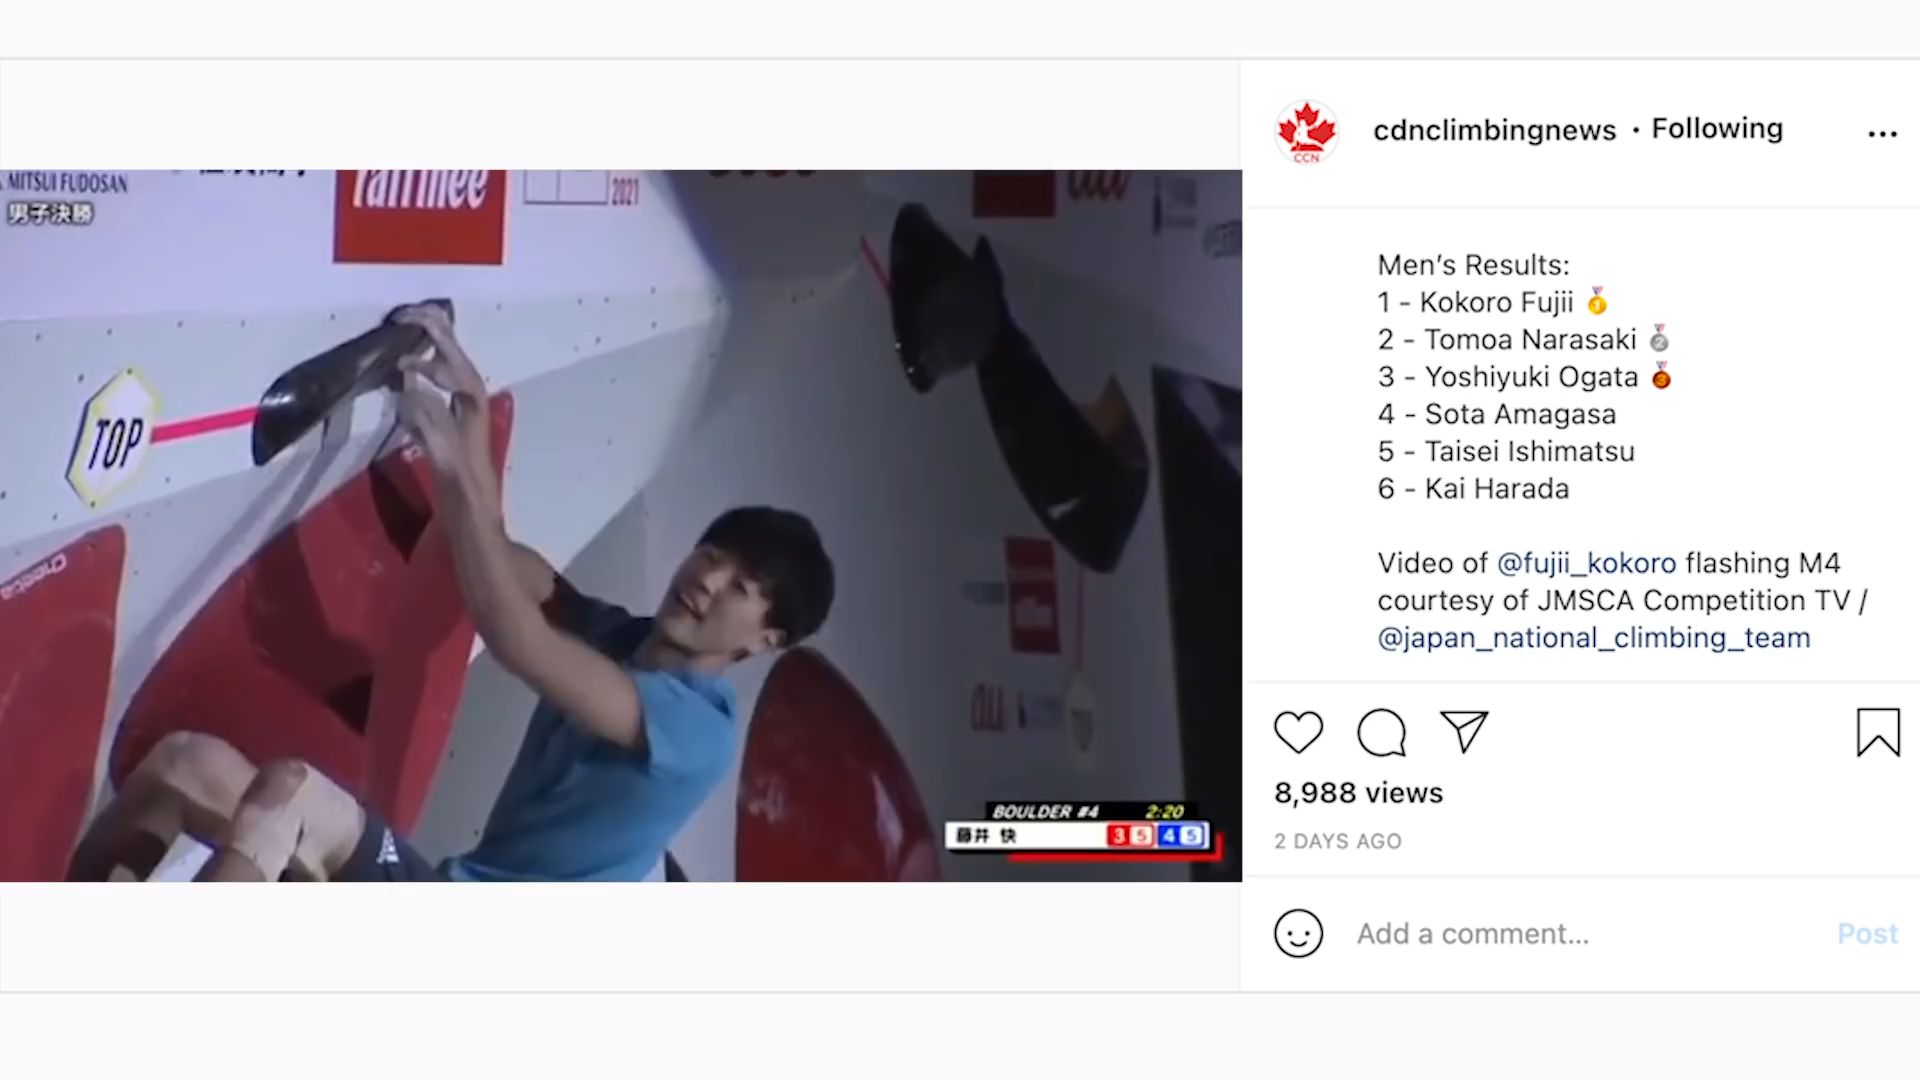 MITSUI FUDOSAN
男子決勝
2021
TOP
Cheeta
BOULDER #4 2:20
藤井 快 3 5 4 5
CCN
cdnclimbingnews • Following
Men's Results:
1 - Kokoro Fujii 🥇
2 - Tomoa Narasaki 🥈
3 - Yoshiyuki Ogata 🥉
4 - Sota Amagasa
5 - Taisei Ishimatsu
6 - Kai Harada
Video of @fujii_kokoro flashing M4
courtesy of JMSCA Competition TV /
@japan_national_climbing_team
8,988 views
2 DAYS AGO
Add a comment...
Post